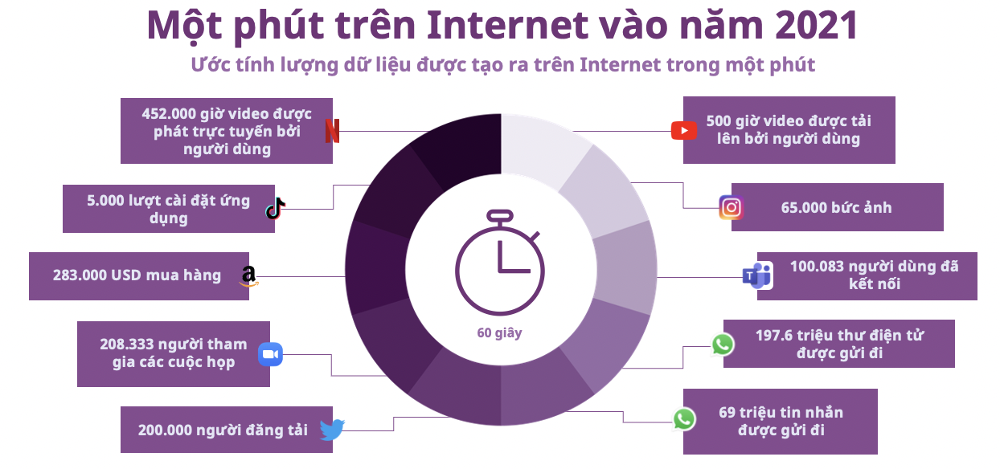 Một phút trên Internet vào năm 2021
Ước tính lượng dữ liệu được tạo ra trên Internet trong một phút
452.000 giờ video được
phát trực tuyến bởi
người dùng
5.000 lượt cài đặt ứng
dụng
283.000 USD mua hàng
208.333 người tham
gia các cuộc họp
200.000 người đăng tải
60 giây
500 giờ video được tải
lên bởi người dùng
65.000 bức ảnh
100.083 người dùng đã
kết nối
197.6 triệu thư điện tử
được gửi đi
69 triệu tin nhắn
được gửi đi